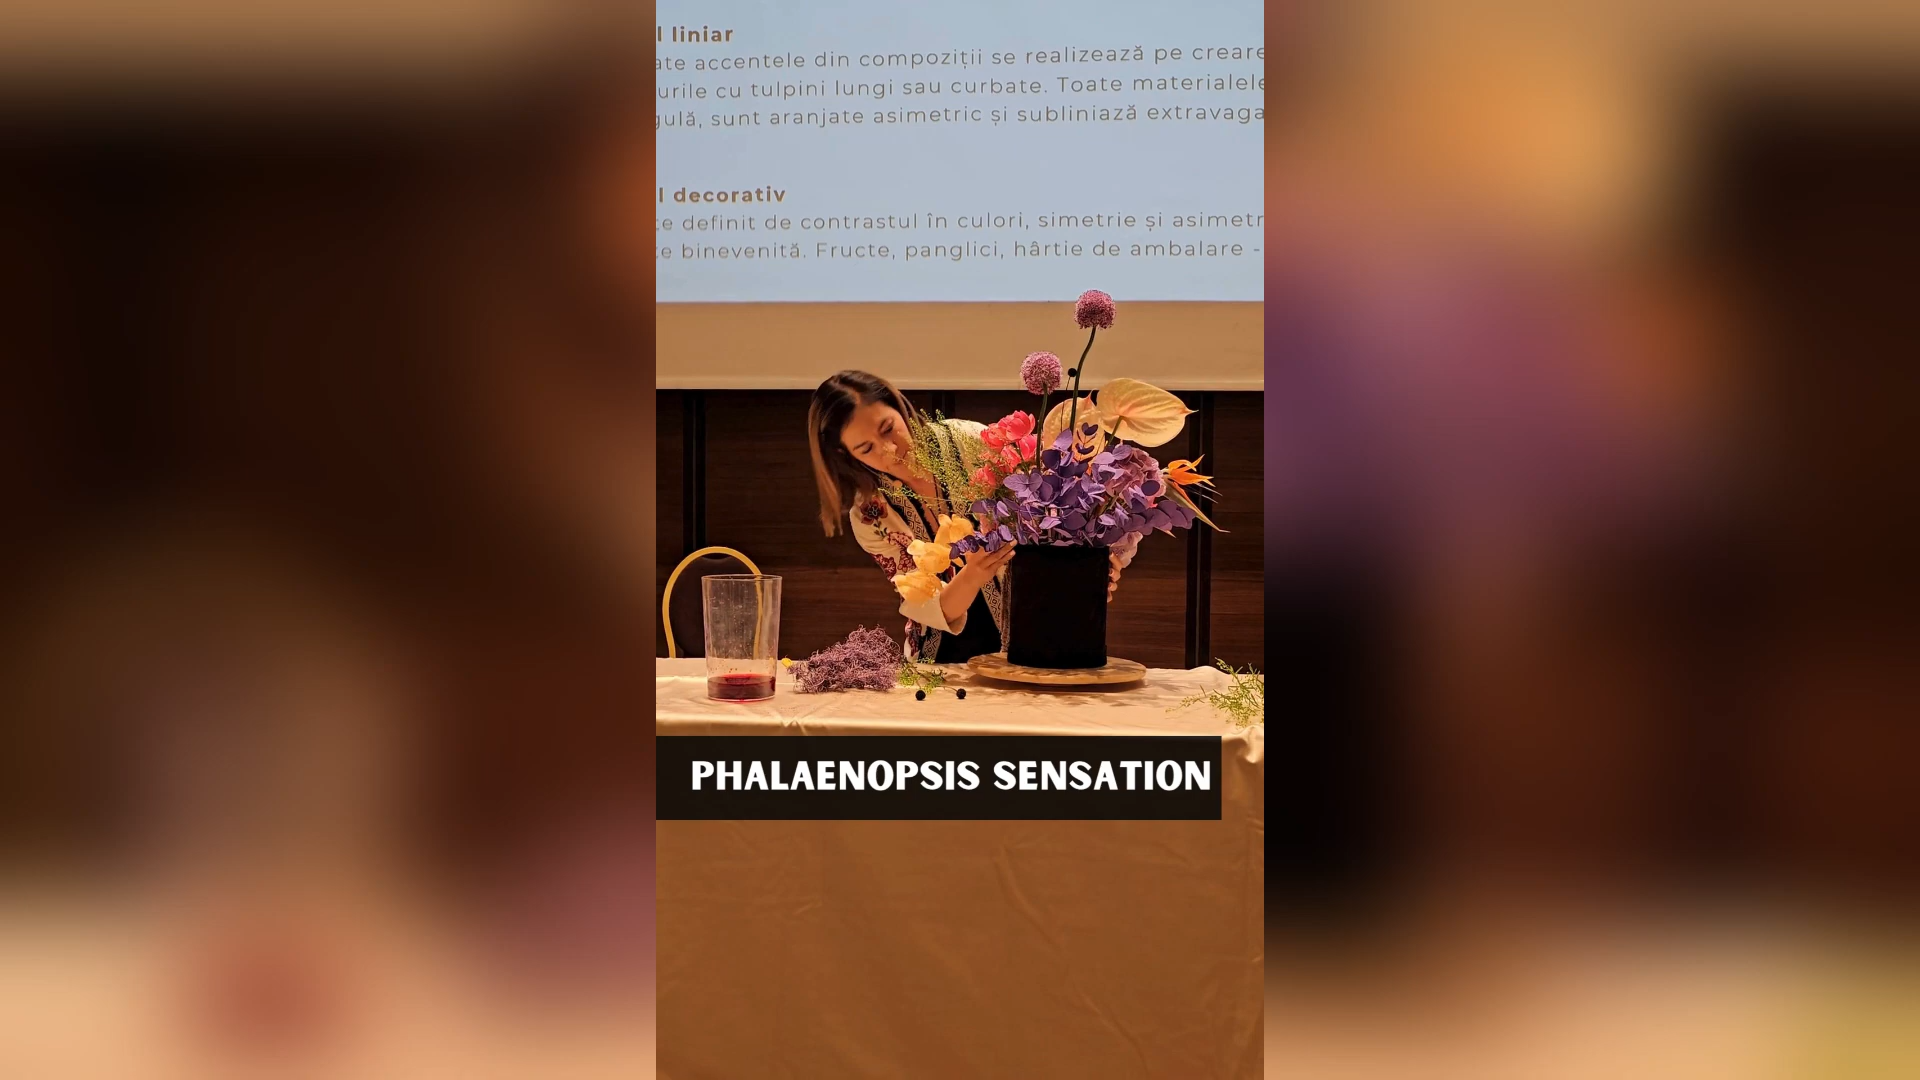 l liniar
ate accentele din compoziții se realizează pe creare
urile cu tulpini lungi sau curbate. Toate materialele
gulă, sunt aranjate asimetric și subliniază extravaga
l decorativ
te definit de contrastul în culori, simetrie și asimetr
te binevenită. Fructe, panglici, hârtie de ambalare -
PHALAENOPSIS SENSATION